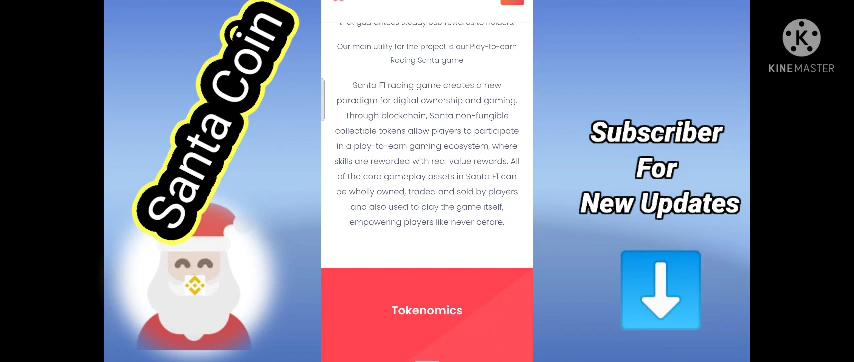 Santa Coin
Our main utility for the project is our Play-to-earn
Racing Santa game
Santa F1 racing game creates a new
paradigm for digital ownership and gaming.
Through blockchain, Santa non-fungible
collectible tokens allow players to participate
in a play-to-earn gaming ecosystem, where
skills are rewarded with real value rewards. All
of the core gameplay assets in Santa F1 can
be wholly owned, traded and sold by players
and also used to play the game itself,
empowering players like never before.
Tokenomics
Subscriber
For
New Updates
K
KINEMASTER